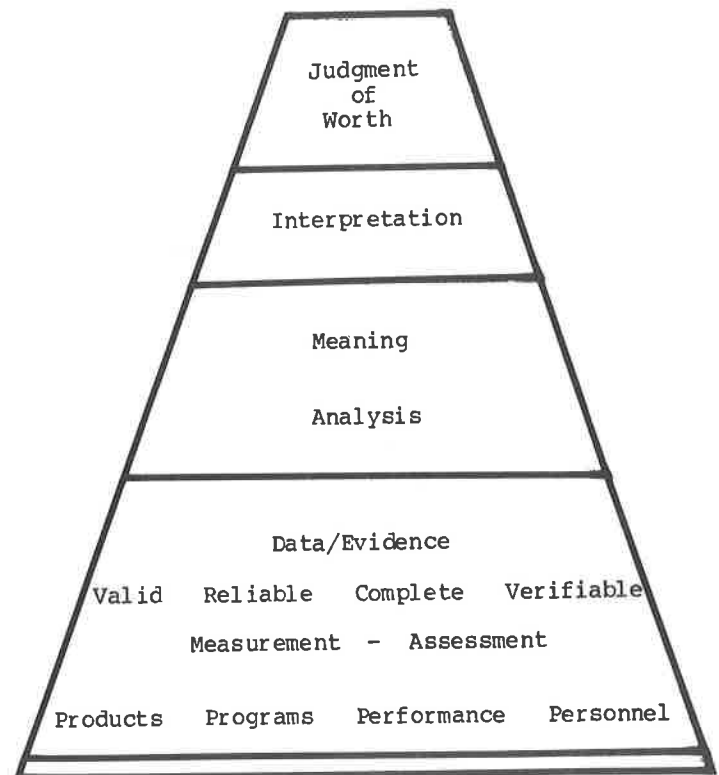 Judgment
of
Worth
Interpretation
Meaning
Analysis
Data/Evidence
Valid Reliable Complete Verifiable
Measurement - Assessment
Products Programs Performance Personnel